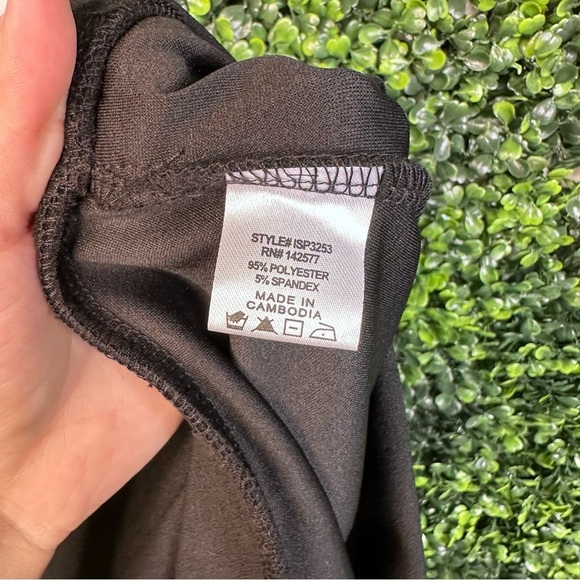 STYLE# ISP3253
RN# 142577
95% POLYESTER
5% SPANDEX
MADE IN
CAMBODIA